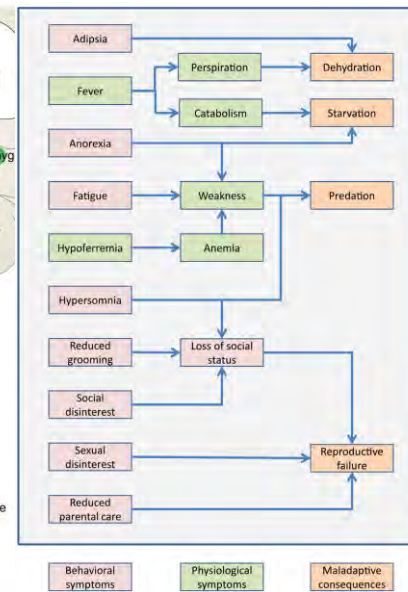 Adipsia
Perspiration
Dehydration
Fever
Catabolism
Starvation
Anorexia
Fatigue
Weakness
Predation
Hypoferremia
Anemia
Hypersomnia
Reduced
grooming
Loss of social
status
Social
disinterest
Sexual
disinterest
Reproductive
failure
Reduced
parental care
Behavioral
symptoms
Physiological
symptoms
Maladaptive
consequences